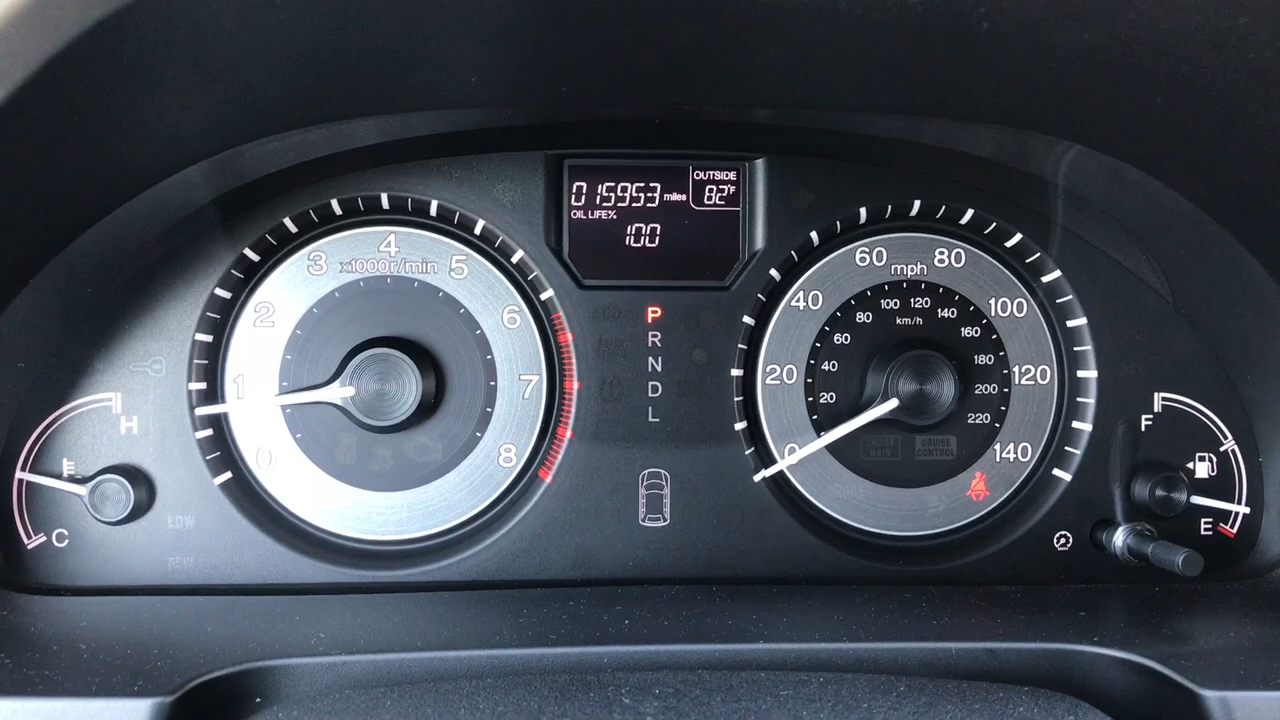 015953 miles
OUTSIDE
82°F
OIL LIFE%
100
0
1
2
3
4
5
6
7
8
x1000r/min
P
R
N
D
L
0
20
40
60
80
100
120
140
mph
20
40
60
80
100
120
140
160
180
200
220
km/h
CRUISE MAIN
CRUISE CONTROL
H
C
LDW
F
E